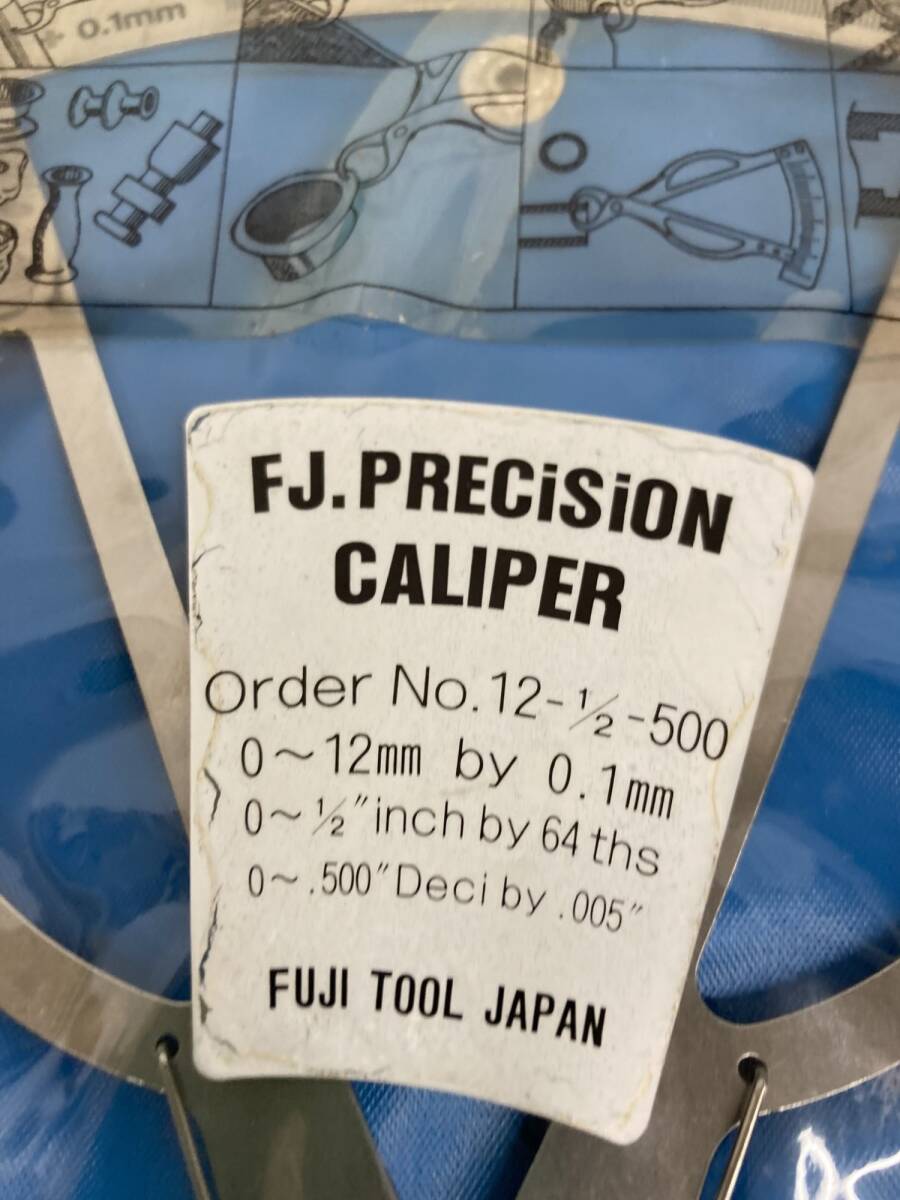 0.1mm
FJ.PRECiSiON
CALIPER
Order No.12-½-500
0~12mm by 0.1mm
0~½″inch by 64 ths
0~.500″Deci by .005″
FUJI TOOL JAPAN